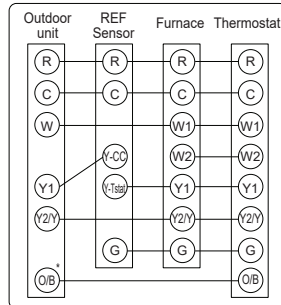 Outdoor unit REF Sensor Furnace Thermostat
R R R R
C C C C
W W1 W1
Y-CC W2 W2
Y1 Y-Tstat Y1 Y1
Y2/Y Y2/Y Y2/Y
G G G
O/B * O/B